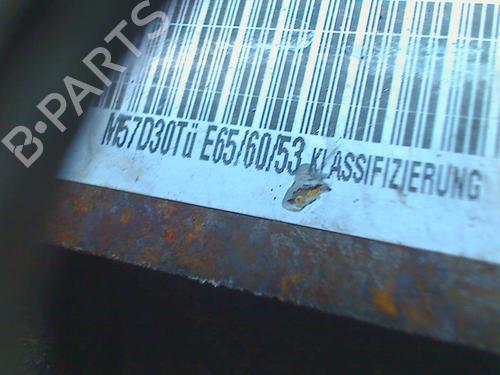 B-PARTS
M57D30Tü E65/60/53 KLASSIFIZIERUNG